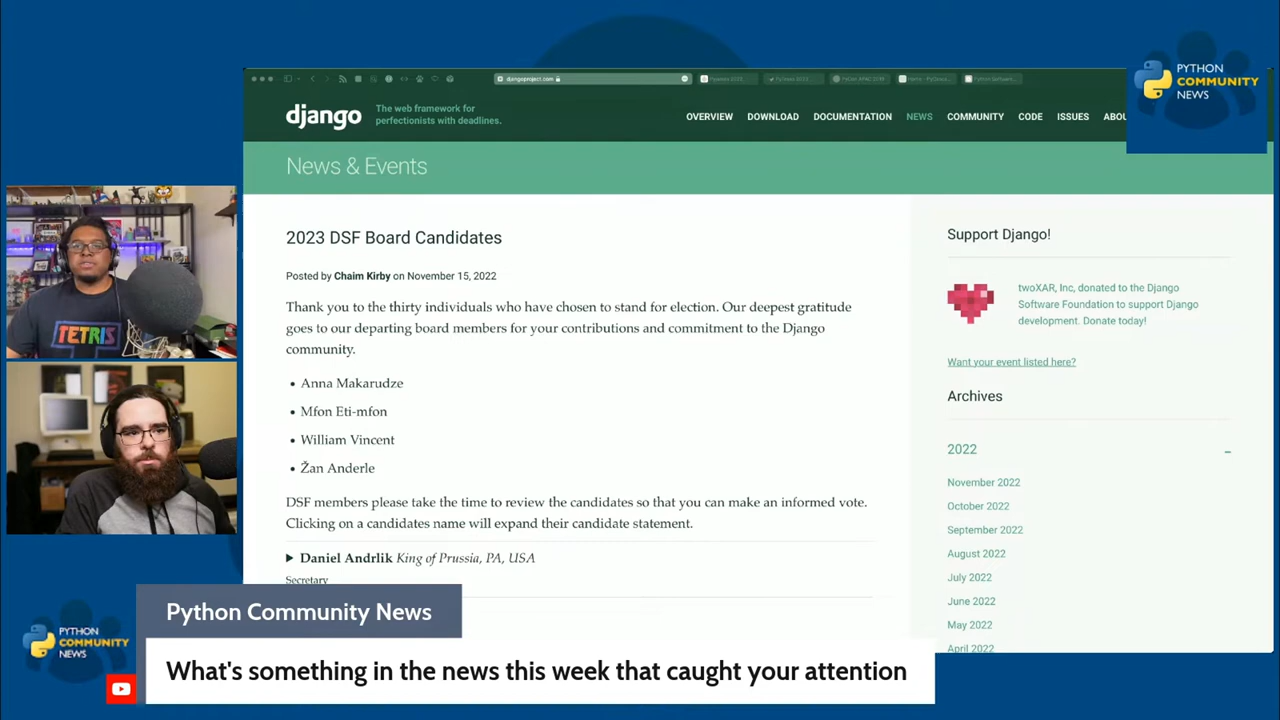 djangoproject.com
PYTHON
COMMUNITY
NEWS
django
The web framework for
perfectionists with deadlines.
OVERVIEW DOWNLOAD DOCUMENTATION NEWS COMMUNITY CODE ISSUES ABOU
News & Events
TETRIS
2023 DSF Board Candidates
Posted by Chaim Kirby on November 15, 2022
Thank you to the thirty individuals who have chosen to stand for election. Our deepest gratitude
goes to our departing board members for your contributions and commitment to the Django
community.
• Anna Makarudze
• Mfon Eti-mfon
• William Vincent
• Žan Anderle
DSF members please take the time to review the candidates so that you can make an informed vote.
Clicking on a candidates name will expand their candidate statement.
Daniel Andrlik King of Prussia, PA, USA
Secretary
Support Django!
twoXAR, Inc, donated to the Django
Software Foundation to support Django
development. Donate today!
Want your event listed here?
Archives
2022
November 2022
October 2022
September 2022
August 2022
July 2022
June 2022
May 2022
April 2022
Python Community News
PYTHON
COMMUNITY
NEWS
What's something in the news this week that caught your attention